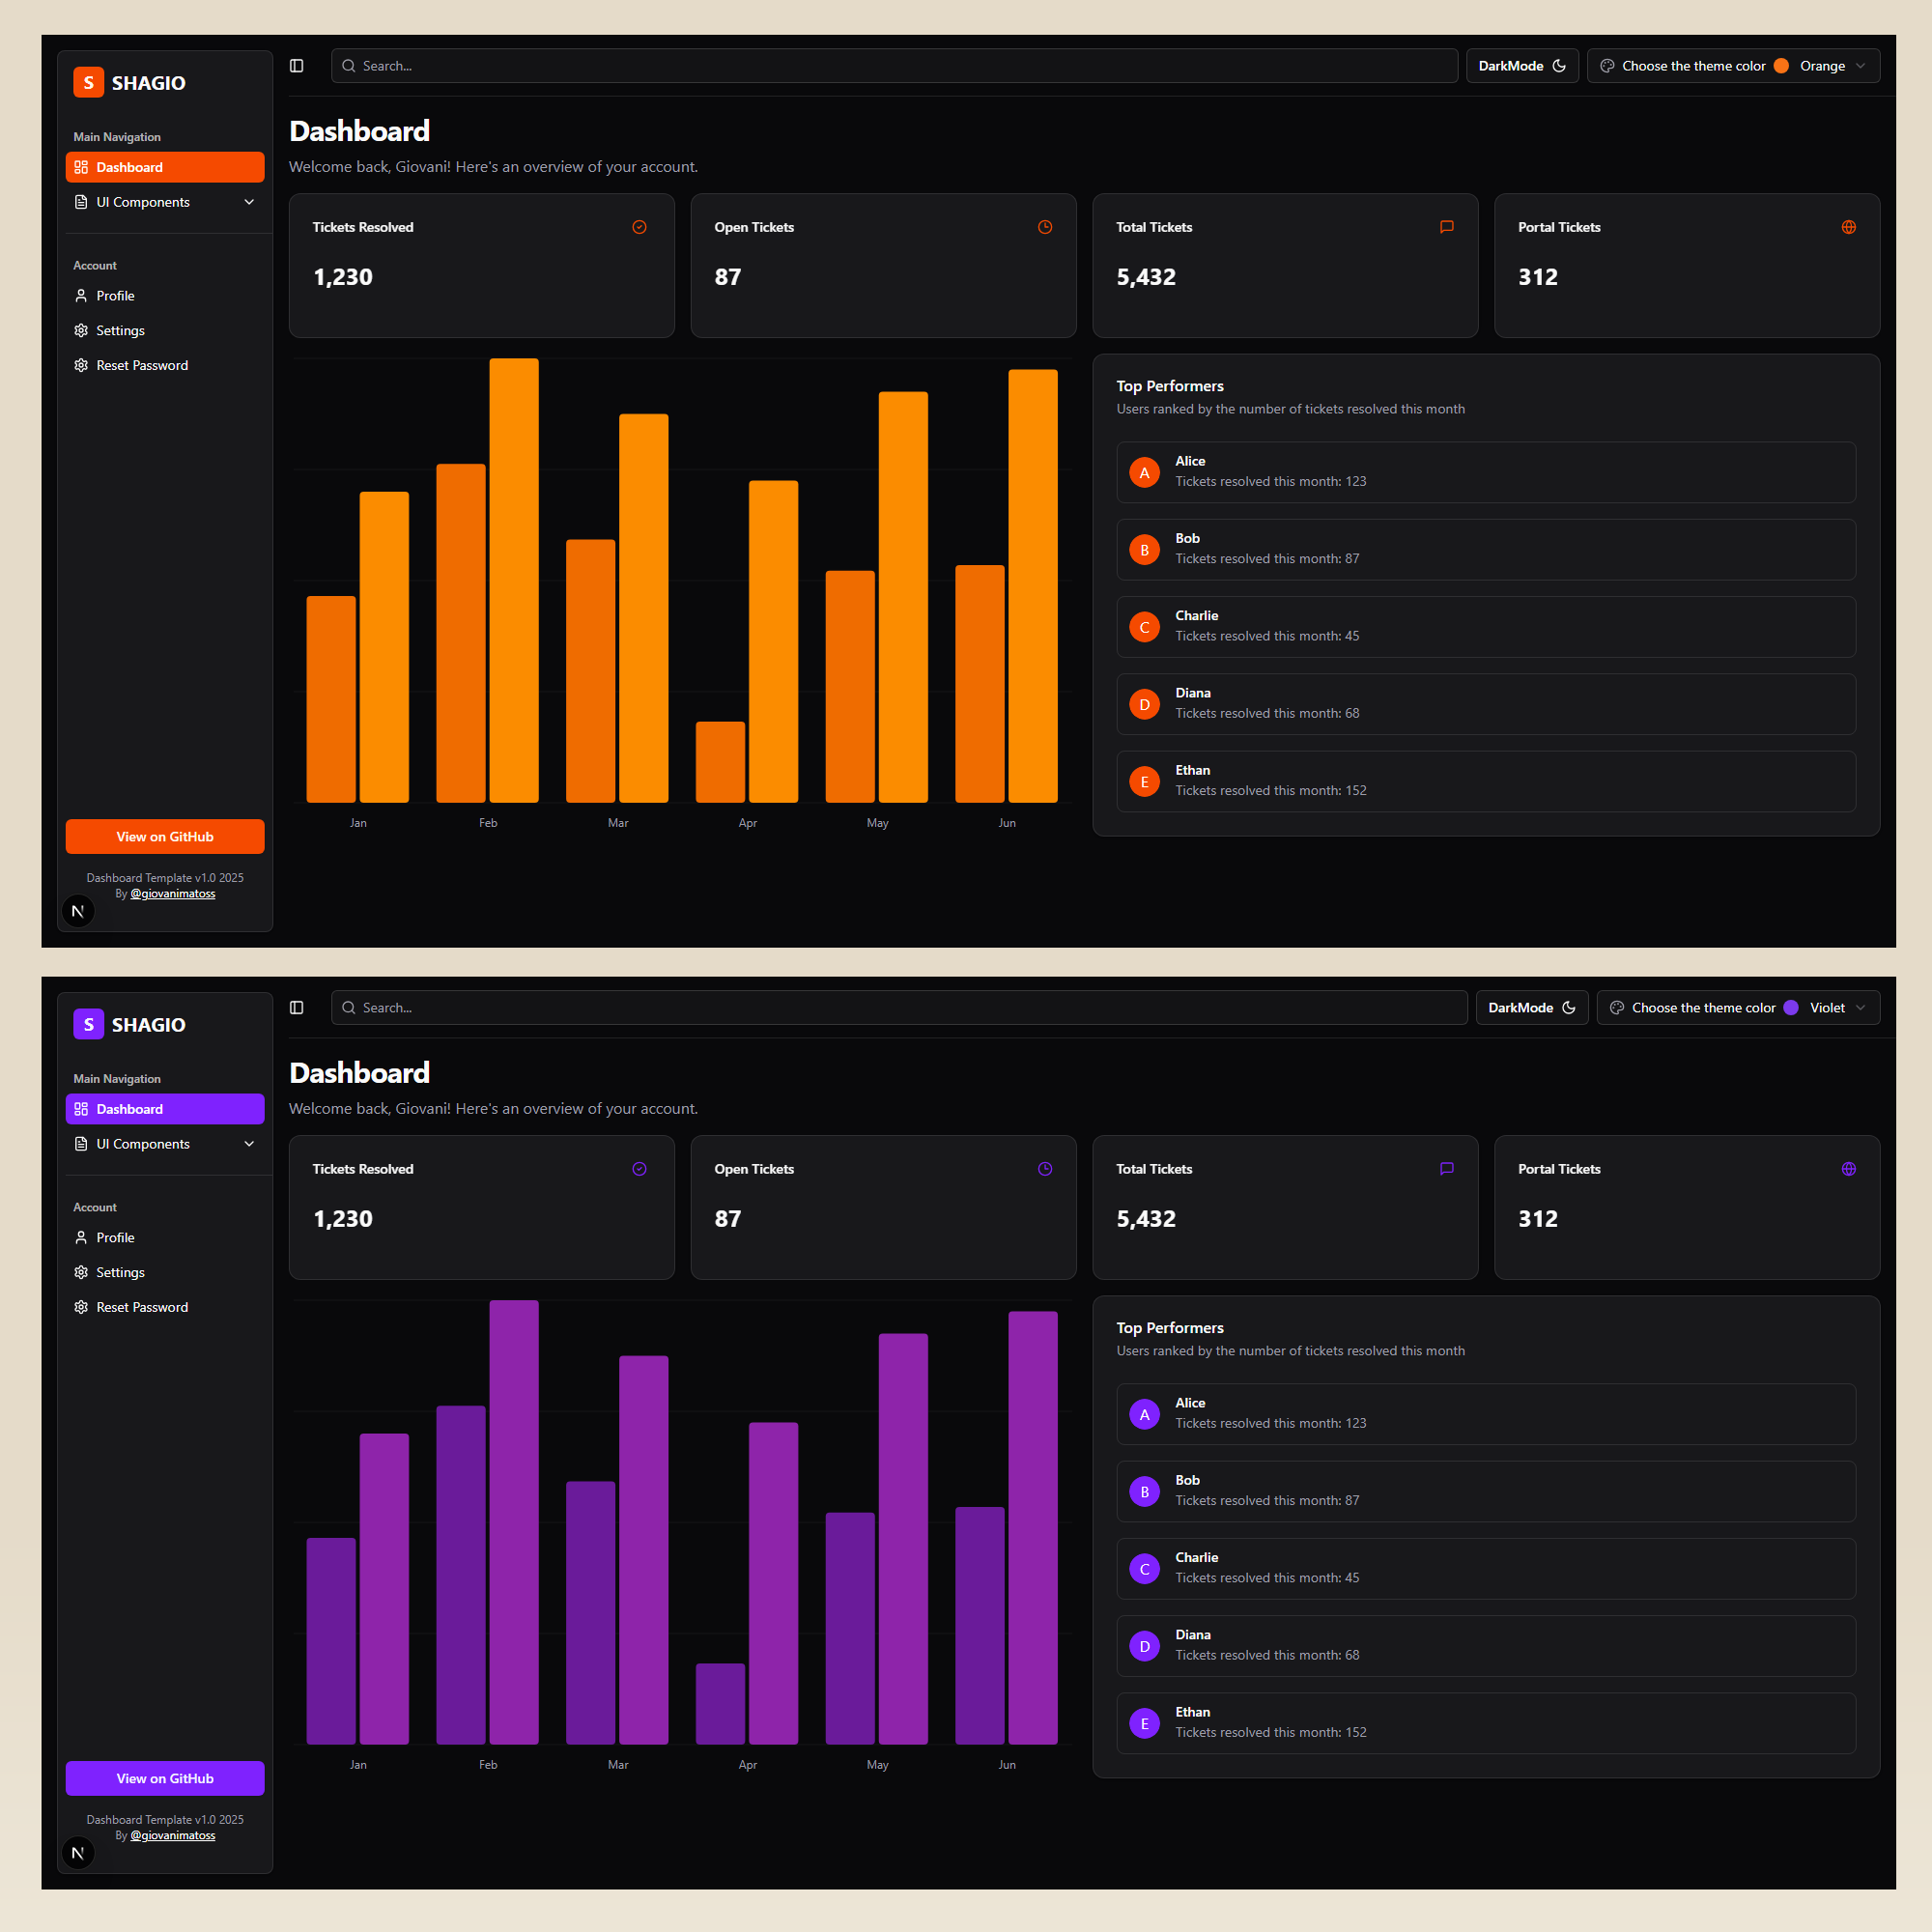 S SHAGIO
Search...
DarkMode
Choose the theme color Orange
Main Navigation
Dashboard
UI Components
Account
Profile
Settings
Reset Password
View on GitHub
Dashboard Template v1.0 2025
By @giovanimatoss
N
Dashboard
Welcome back, Giovani! Here's an overview of your account.
Tickets Resolved
1,230
Open Tickets
87
Total Tickets
5,432
Portal Tickets
312
Jan Feb Mar Apr May Jun
Top Performers
Users ranked by the number of tickets resolved this month
A
Alice
Tickets resolved this month: 123
B
Bob
Tickets resolved this month: 87
C
Charlie
Tickets resolved this month: 45
D
Diana
Tickets resolved this month: 68
E
Ethan
Tickets resolved this month: 152
S SHAGIO
Search...
DarkMode
Choose the theme color Violet
Main Navigation
Dashboard
UI Components
Account
Profile
Settings
Reset Password
View on GitHub
Dashboard Template v1.0 2025
By @giovanimatoss
N
Dashboard
Welcome back, Giovani! Here's an overview of your account.
Tickets Resolved
1,230
Open Tickets
87
Total Tickets
5,432
Portal Tickets
312
Jan Feb Mar Apr May Jun
Top Performers
Users ranked by the number of tickets resolved this month
A
Alice
Tickets resolved this month: 123
B
Bob
Tickets resolved this month: 87
C
Charlie
Tickets resolved this month: 45
D
Diana
Tickets resolved this month: 68
E
Ethan
Tickets resolved this month: 152